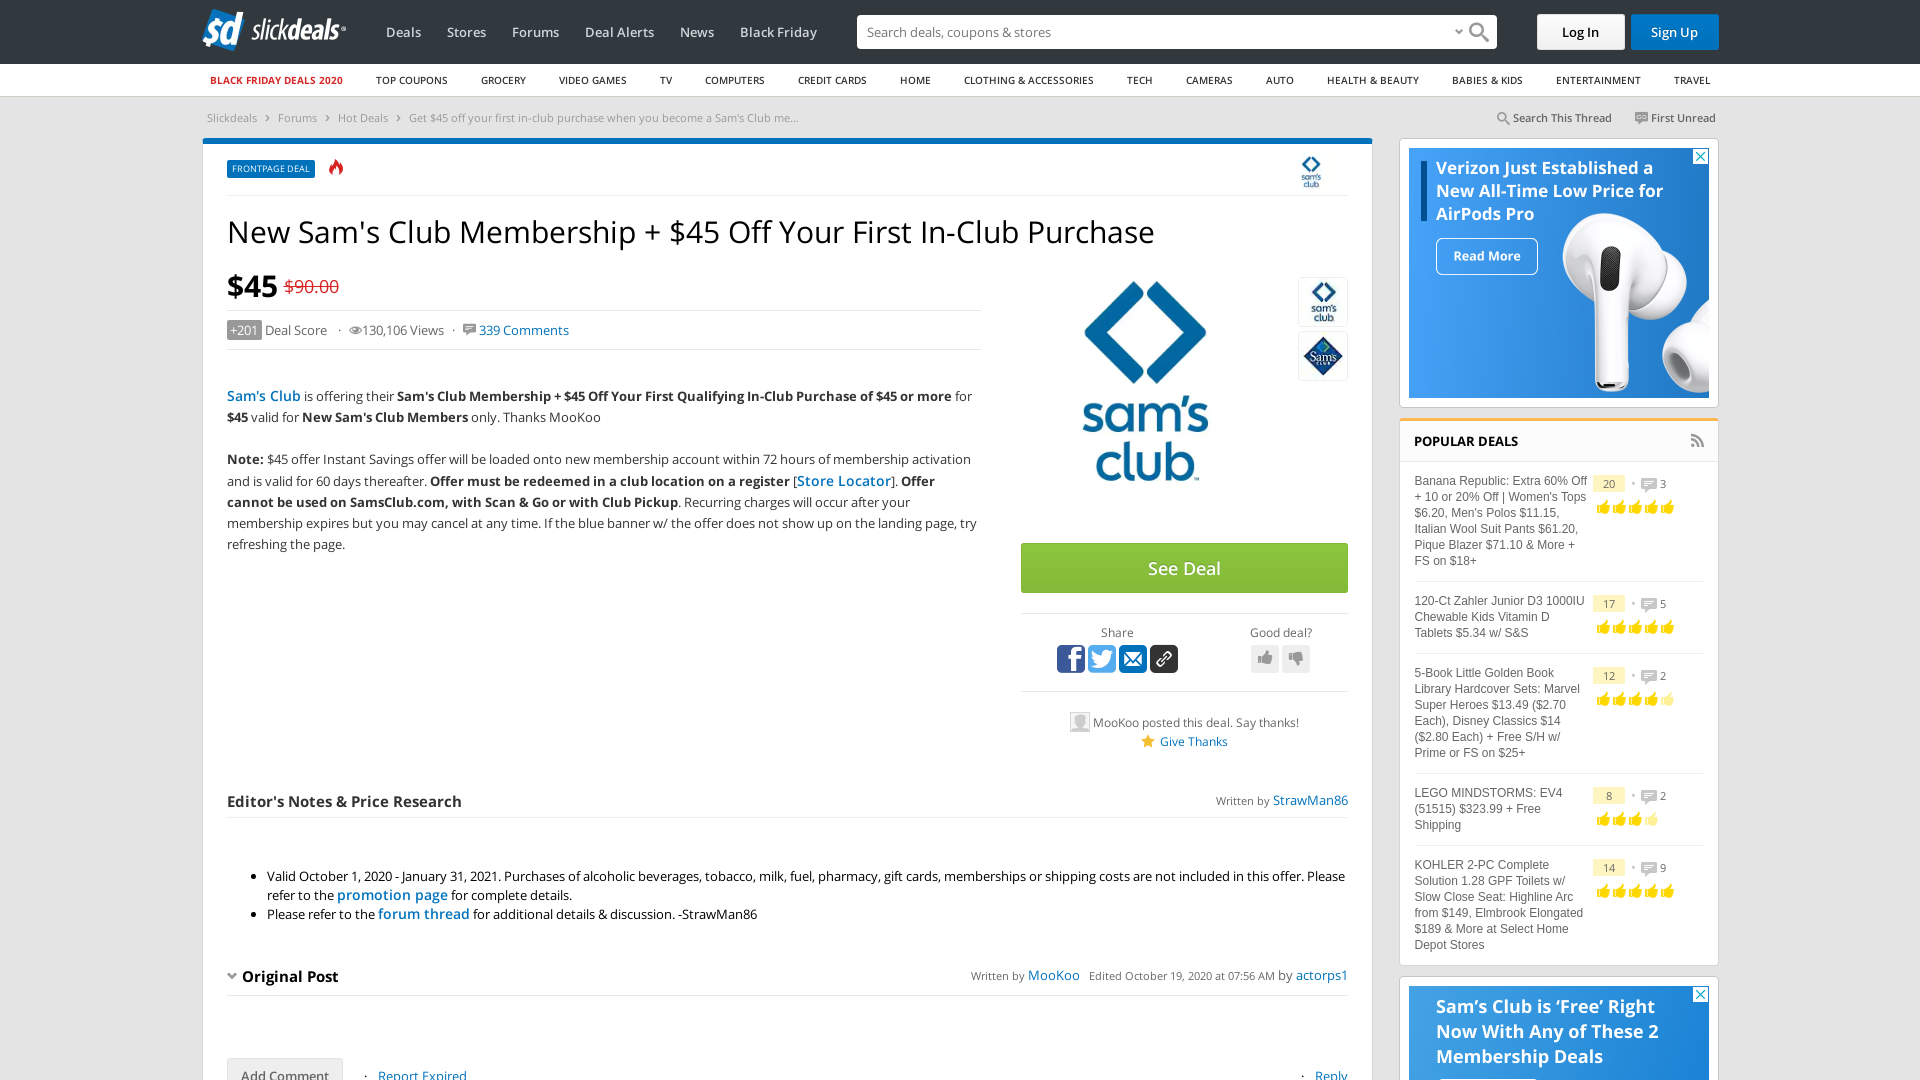 sd slickdeals
Deals Stores Forums Deal Alerts News Black Friday
Search deals, coupons & stores
Log In Sign Up
BLACK FRIDAY DEALS 2020 TOP COUPONS GROCERY VIDEO GAMES TV COMPUTERS CREDIT CARDS HOME CLOTHING & ACCESSORIES TECH CAMERAS AUTO HEALTH & BEAUTY BABIES & KIDS ENTERTAINMENT TRAVEL
Slickdeals › Forums › Hot Deals › Get $45 off your first in-club purchase when you become a Sam's Club me...
Search This Thread First Unread
FRONTPAGE DEAL
sam's club
New Sam's Club Membership + $45 Off Your First In-Club Purchase
$45 $90.00
+201 Deal Score · 130,106 Views · 339 Comments
Sam's Club is offering their Sam's Club Membership + $45 Off Your First Qualifying In-Club Purchase of $45 or more for
$45 valid for New Sam's Club Members only. Thanks MooKoo
Note: $45 offer Instant Savings offer will be loaded onto new membership account within 72 hours of membership activation
and is valid for 60 days thereafter. Offer must be redeemed in a club location on a register [Store Locator]. Offer
cannot be used on SamsClub.com, with Scan & Go or with Club Pickup. Recurring charges will occur after your
membership expires but you may cancel at any time. If the blue banner w/ the offer does not show up on the landing page, try
refreshing the page.
sam's
club
sam's
club
Sam's
CLUB
See Deal
Share Good deal?
MooKoo posted this deal. Say thanks!
Give Thanks
Editor's Notes & Price Research
Written by StrawMan86
• Valid October 1, 2020 - January 31, 2021. Purchases of alcoholic beverages, tobacco, milk, fuel, pharmacy, gift cards, memberships or shipping costs are not included in this offer. Please
refer to the promotion page for complete details.
• Please refer to the forum thread for additional details & discussion. -StrawMan86
Original Post
Written by MooKoo Edited October 19, 2020 at 07:56 AM by actorps1
Add Comment · Report Expired · Reply
Verizon Just Established a
New All-Time Low Price for
AirPods Pro
Read More
POPULAR DEALS
Banana Republic: Extra 60% Off
+ 10 or 20% Off | Women's Tops
$6.20, Men's Polos $11.15,
Italian Wool Suit Pants $61.20,
Pique Blazer $71.10 & More +
FS on $18+
20 • 3
120-Ct Zahler Junior D3 1000IU
Chewable Kids Vitamin D
Tablets $5.34 w/ S&S
17 • 5
5-Book Little Golden Book
Library Hardcover Sets: Marvel
Super Heroes $13.49 ($2.70
Each), Disney Classics $14
($2.80 Each) + Free S/H w/
Prime or FS on $25+
12 • 2
LEGO MINDSTORMS: EV4
(51515) $323.99 + Free
Shipping
8 • 2
KOHLER 2-PC Complete
Solution 1.28 GPF Toilets w/
Slow Close Seat: Highline Arc
from $149, Elmbrook Elongated
$189 & More at Select Home
Depot Stores
14 • 9
Sam's Club is 'Free' Right
Now With Any of These 2
Membership Deals